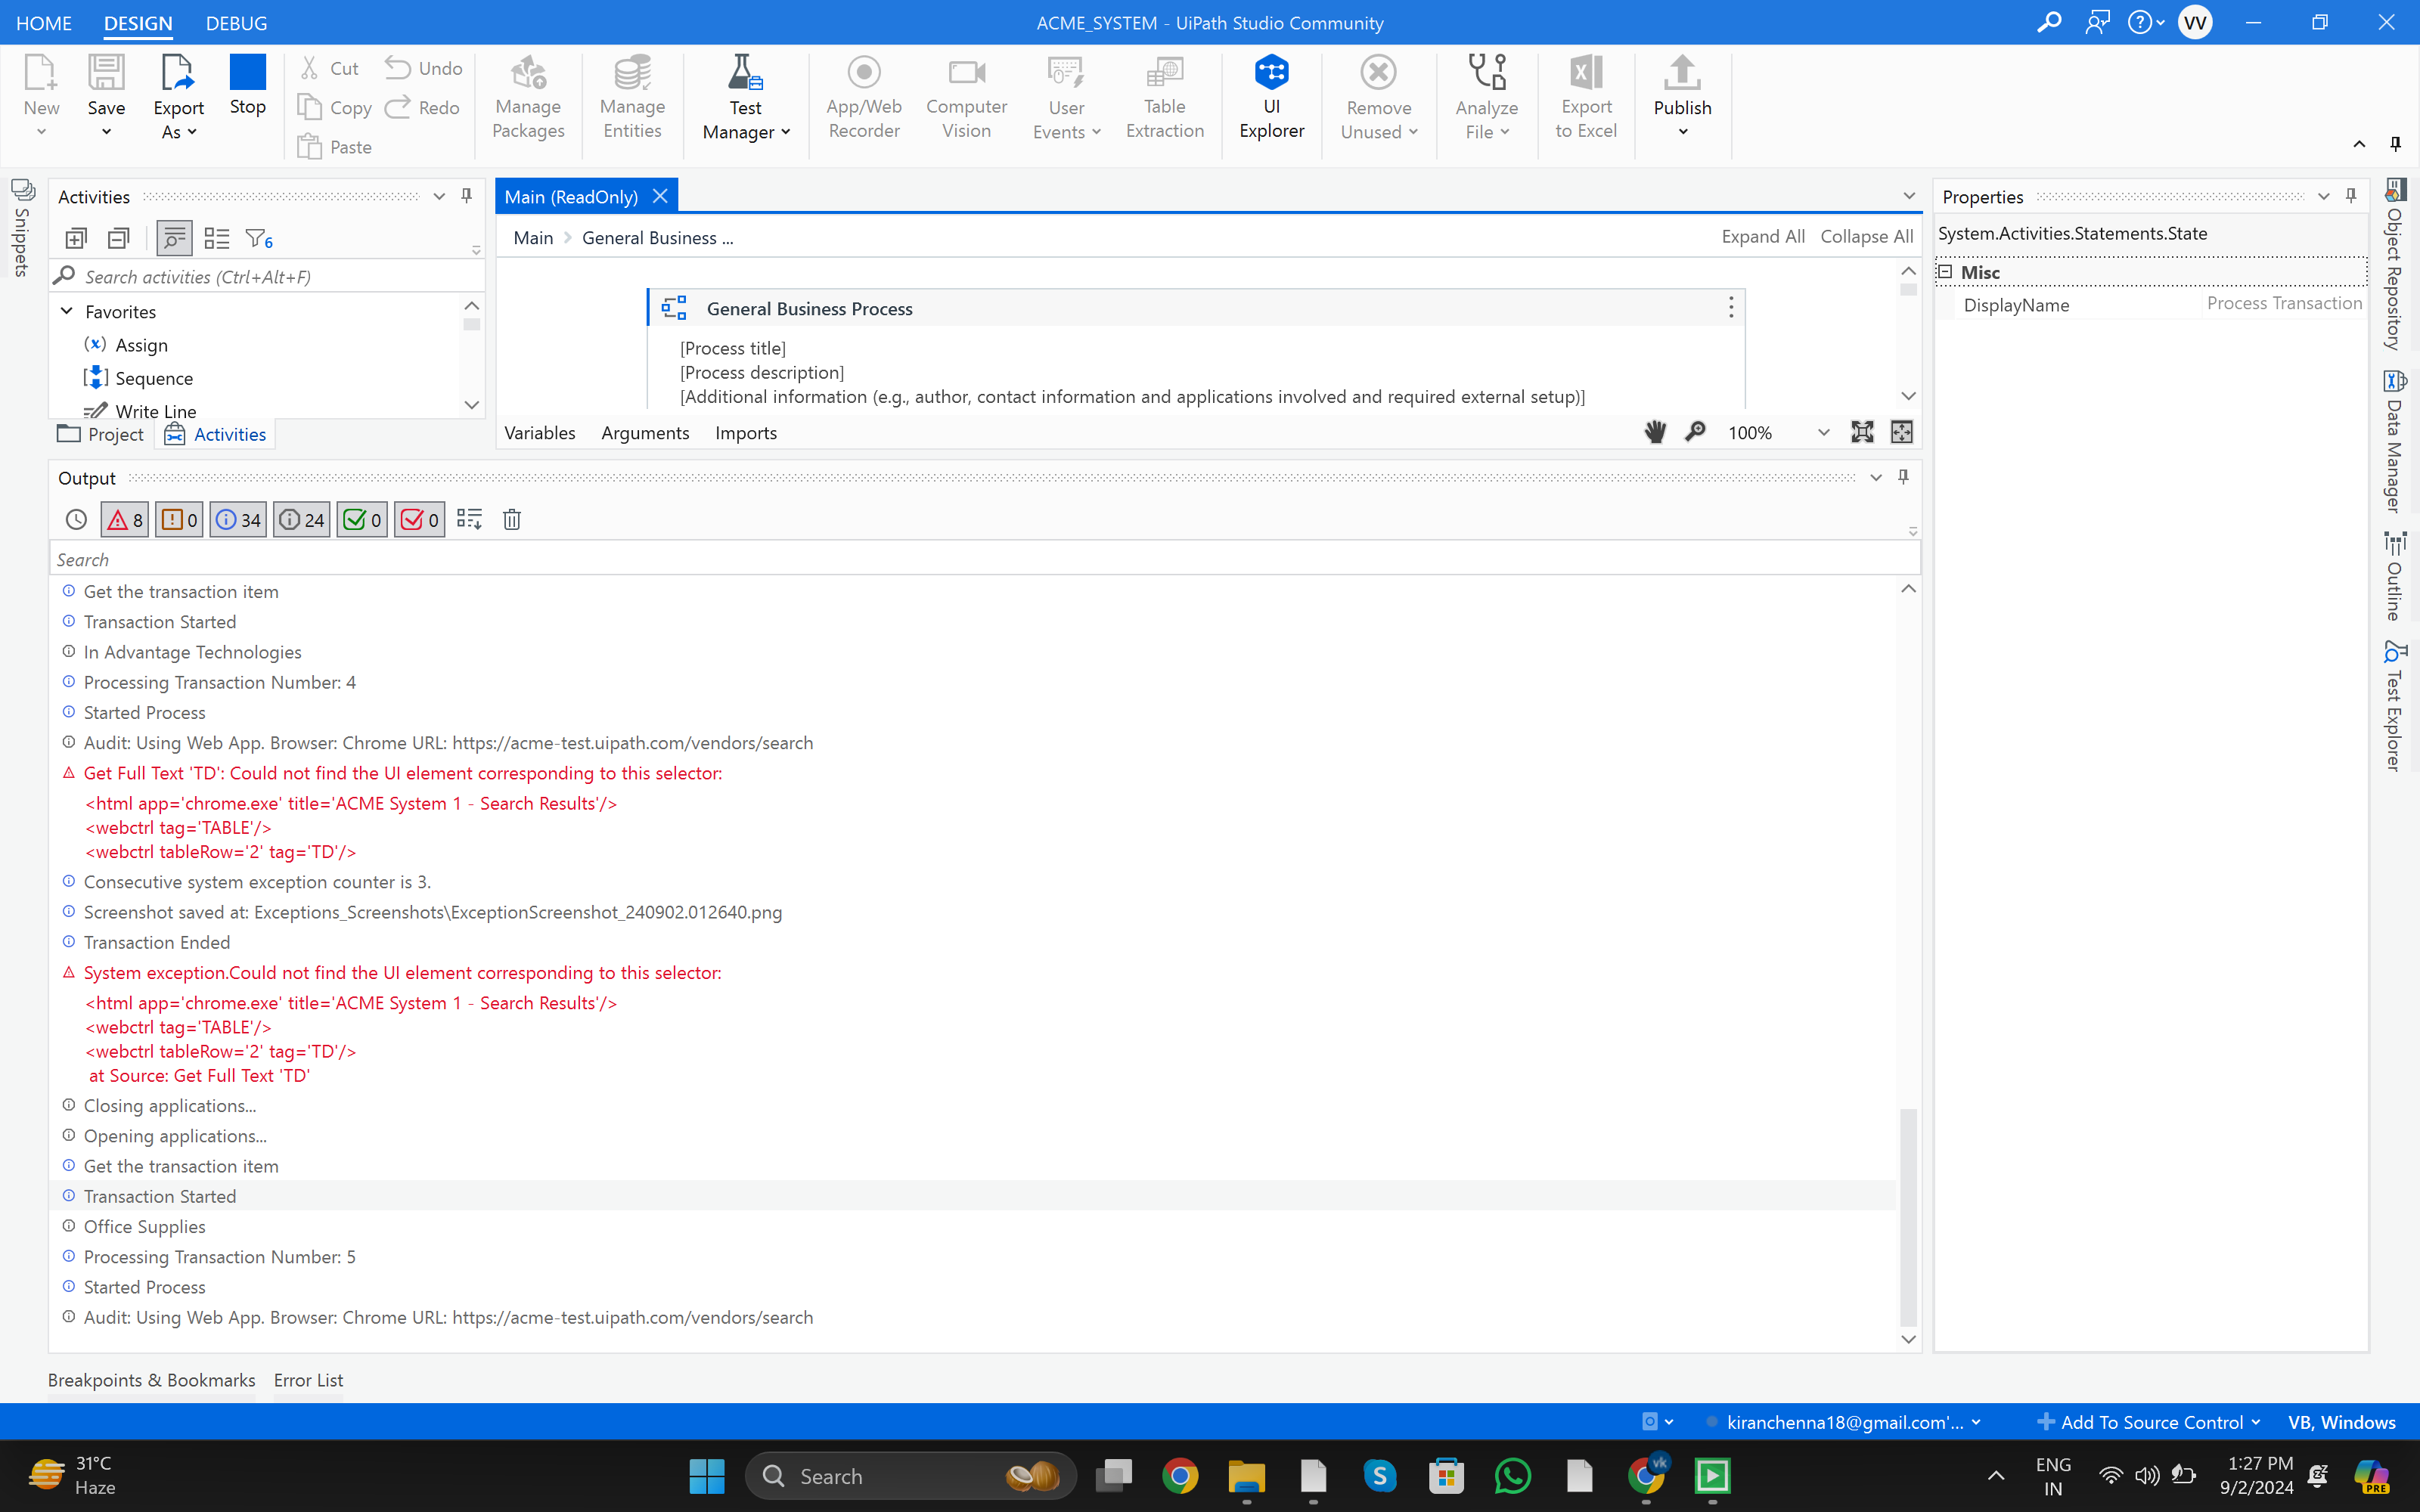 HOME DESIGN DEBUG ACME_SYSTEM - UiPath Studio Community VV
New Save Export As Stop Cut Copy Paste Undo Redo Manage Packages Manage Entities Test Manager App/Web Recorder Computer Vision User Events Table Extraction UI Explorer Remove Unused Analyze File Export to Excel Publish
Snippets
Activities
6
Search activities (Ctrl+Alt+F)
Favorites
Assign
Sequence
Write Line
Project Activities
Main (ReadOnly)
Main General Business ... Expand All Collapse All
General Business Process
[Process title]
[Process description]
[Additional information (e.g., author, contact information and applications involved and required external setup)]
Variables Arguments Imports 100%
Properties
System.Activities.Statements.State
Misc
DisplayName Process Transaction
Object Repository
Data Manager
Outline
Test Explorer
Output
8 0 34 24 0 0
Search
Get the transaction item
Transaction Started
In Advantage Technologies
Processing Transaction Number: 4
Started Process
Audit: Using Web App. Browser: Chrome URL: https://acme-test.uipath.com/vendors/search
Get Full Text 'TD': Could not find the UI element corresponding to this selector:
<html app='chrome.exe' title='ACME System 1 - Search Results'/>
<webctrl tag='TABLE'/>
<webctrl tableRow='2' tag='TD'/>
Consecutive system exception counter is 3.
Screenshot saved at: Exceptions_Screenshots\ExceptionScreenshot_240902.012640.png
Transaction Ended
System exception.Could not find the UI element corresponding to this selector:
<html app='chrome.exe' title='ACME System 1 - Search Results'/>
<webctrl tag='TABLE'/>
<webctrl tableRow='2' tag='TD'/>
at Source: Get Full Text 'TD'
Closing applications...
Opening applications...
Get the transaction item
Transaction Started
Office Supplies
Processing Transaction Number: 5
Started Process
Audit: Using Web App. Browser: Chrome URL: https://acme-test.uipath.com/vendors/search
Breakpoints & Bookmarks Error List
kiranchenna18@gmail.com'... Add To Source Control VB, Windows
31°C
Haze
Search
vk
ENG
IN
1:27 PM
9/2/2024
PRE